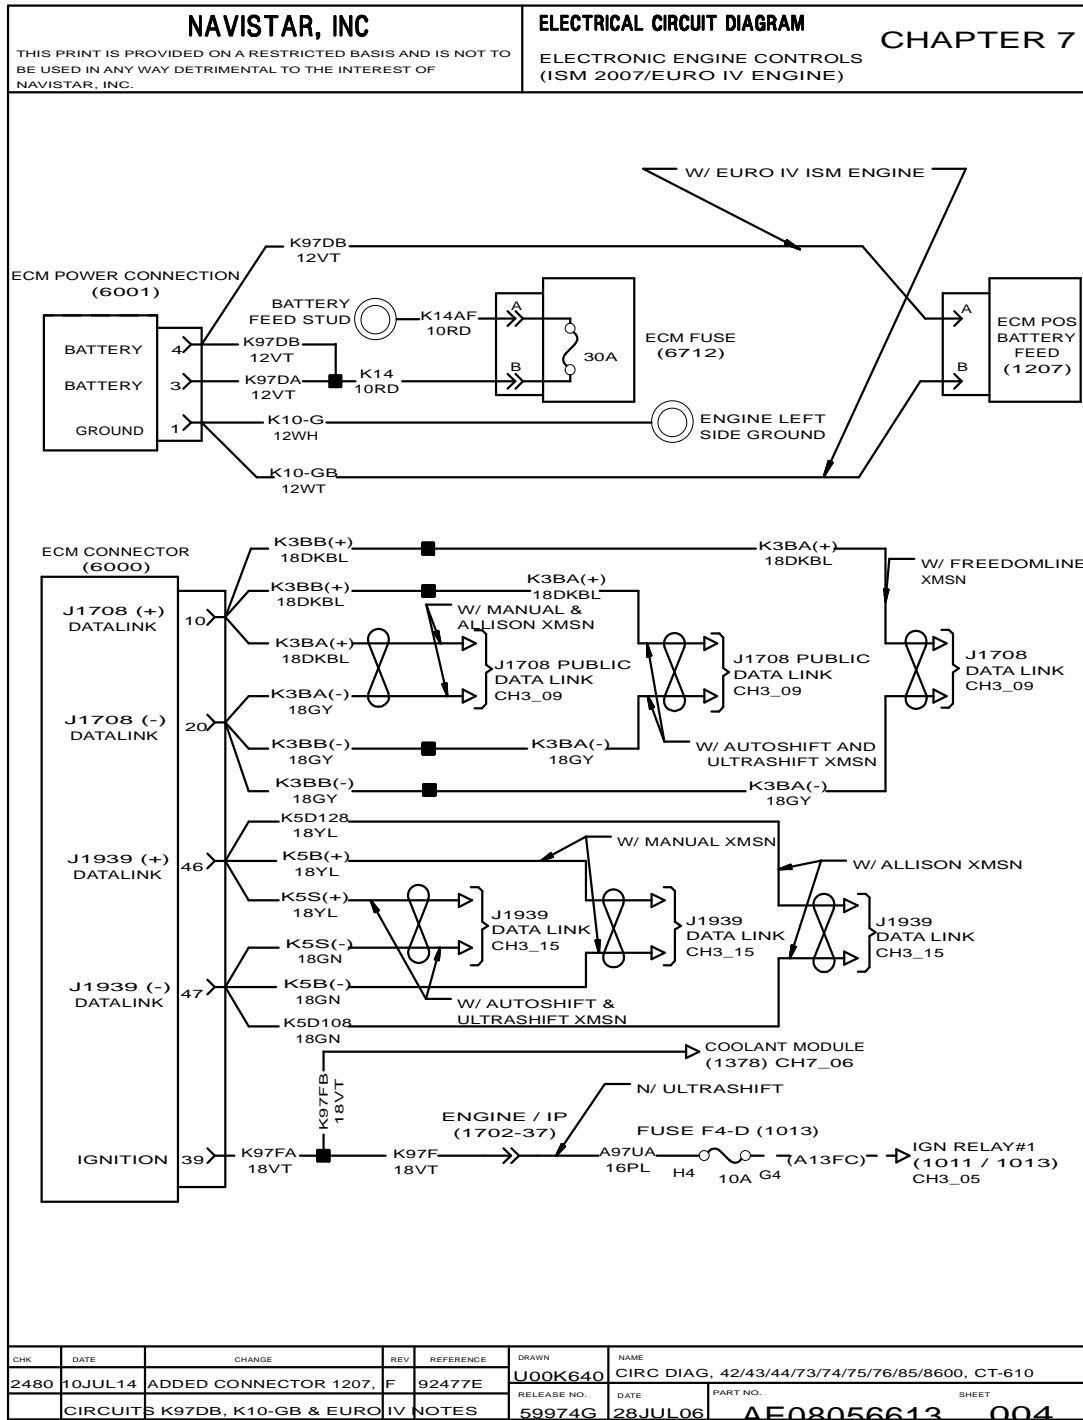 NAVISTAR, INC
THIS PRINT IS PROVIDED ON A RESTRICTED BASIS AND IS NOT TO
BE USED IN ANY WAY DETRIMENTAL TO THE INTEREST OF
NAVISTAR, INC.
ELECTRICAL CIRCUIT DIAGRAM
CHAPTER 7
ELECTRONIC ENGINE CONTROLS
(ISM 2007/EURO IV ENGINE)
W/ EURO IV ISM ENGINE
K97DB
12VT
ECM POWER CONNECTION
(6001)
BATTERY
FEED STUD
K14AF
10RD
A
B
30A
ECM FUSE
(6712)
A
B
ECM POS
BATTERY
FEED
(1207)
BATTERY
4
K97DB
12VT
BATTERY
3
K97DA
12VT
K14
10RD
GROUND
1
K10-G
12WH
ENGINE LEFT
SIDE GROUND
K10-GB
12WT
ECM CONNECTOR
(6000)
K3BB(+)
18DKBL
K3BA(+)
18DKBL
W/ FREEDOMLINE
XMSN
K3BB(+)
18DKBL
K3BA(+)
18DKBL
J1708 (+)
DATALINK
10
W/ MANUAL &
ALLISON XMSN
K3BA(+)
18DKBL
J1708 PUBLIC
DATA LINK
CH3_09
J1708 PUBLIC
DATA LINK
CH3_09
J1708
DATA LINK
CH3_09
K3BA(-)
18GY
J1708 (-)
DATALINK
20
K3BB(-)
18GY
K3BA(-)
18GY
W/ AUTOSHIFT AND
ULTRASHIFT XMSN
K3BB(-)
18GY
K3BA(-)
18GY
K5D128
18YL
W/ MANUAL XMSN
J1939 (+)
DATALINK
46
K5B(+)
18YL
W/ ALLISON XMSN
K5S(+)
18YL
J1939
DATA LINK
CH3_15
J1939
DATA LINK
CH3_15
J1939
DATA LINK
CH3_15
K5S(-)
18GN
J1939 (-)
DATALINK
47
K5B(-)
18GN
W/ AUTOSHIFT &
ULTRASHIFT XMSN
K5D108
18GN
COOLANT MODULE
(1378) CH7_06
K97FB
18VT
N/ ULTRASHIFT
ENGINE / IP
(1702-37)
FUSE F4-D (1013)
IGNITION
39
K97FA
18VT
K97F
18VT
A97UA
16PL
H4
10A
G4
(A13FC)
IGN RELAY#1
(1011 / 1013)
CH3_05
CHK DATE CHANGE REV REFERENCE
2480 10JUL14 ADDED CONNECTOR 1207, F 92477E
CIRCUITS K97DB, K10-GB & EURO IV NOTES
DRAWN
U00K640
NAME
CIRC DIAG, 42/43/44/73/74/75/76/85/8600, CT-610
RELEASE NO.
59974G
DATE
28JUL06
PART NO.
AE08056613
SHEET
004